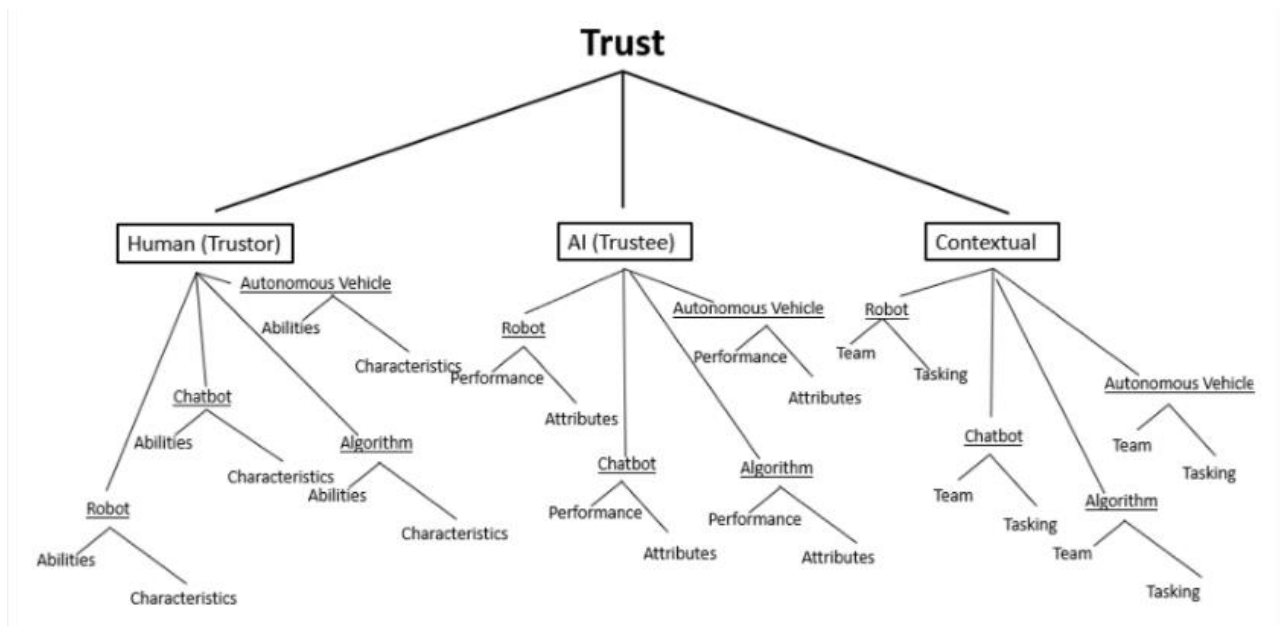 Trust
Human (Trustor)
Autonomous Vehicle
Abilities
Characteristics
Chatbot
Abilities
Characteristics
Algorithm
Abilities
Characteristics
Robot
Abilities
Characteristics
AI (Trustee)
Robot
Performance
Attributes
Autonomous Vehicle
Performance
Attributes
Chatbot
Performance
Attributes
Algorithm
Performance
Attributes
Contextual
Robot
Team
Tasking
Autonomous Vehicle
Team
Tasking
Chatbot
Team
Tasking
Algorithm
Team
Tasking